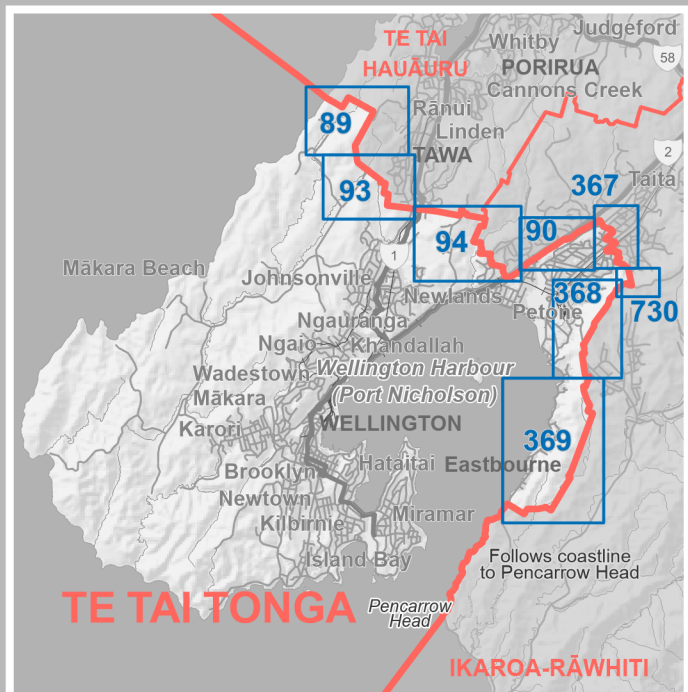 Judgeford
TE TAI
HAUĀURU
Whitby
58
PORIRUA
Cannons Creek
89
Rānui
Linden
TAWA
2
367
Taitā
93
94
90
Mākara Beach
Johnsonville
1
Newlands
368
730
Petone
Ngauranga
Ngaio
Khandallah
Wellington Harbour
(Port Nicholson)
Wadestown
Mākara
Karori
WELLINGTON
369
Brooklyn
Hataitai
Eastbourne
Newtown
Kilbirnie
Miramar
Island Bay
Follows coastline
to Pencarrow Head
TE TAI TONGA
Pencarrow
Head
IKAROA-RĀWHITI